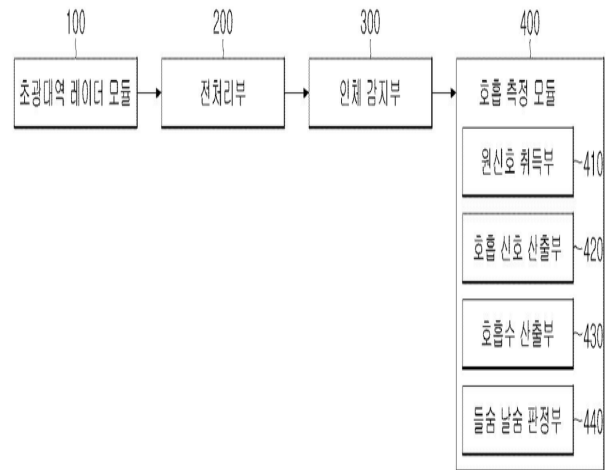 100
200
300
400
초광대역 레이더 모듈
전처리부
인체 감지부
호흡 측정 모듈
원신호 취득부
410
호흡 신호 산출부
420
호흡수 산출부
430
들숨 날숨 판정부
440